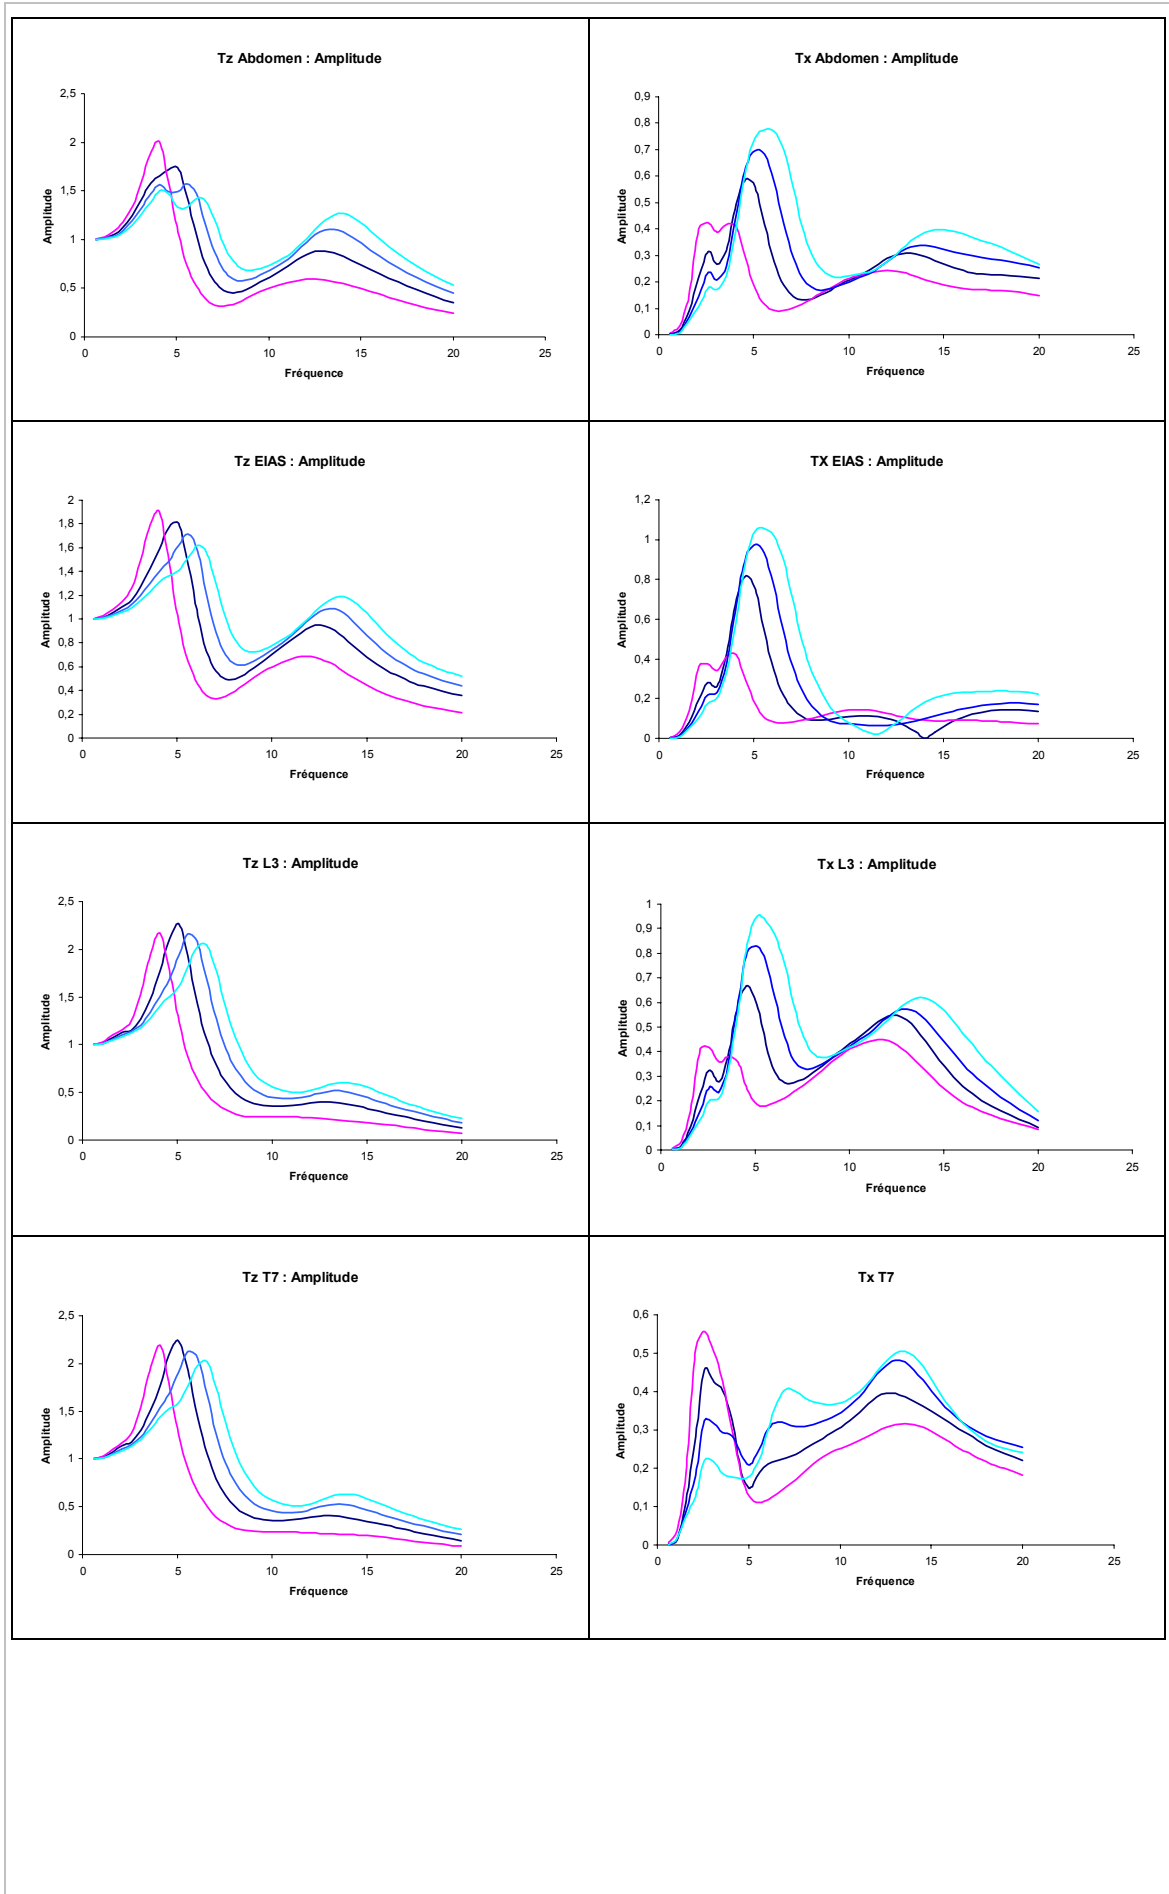 Tz Abdomen : Amplitude
2,5
2
1,5
1
0,5
0
Amplitude
0 5 10 15 20 25
Fréquence
Tx Abdomen : Amplitude
0,9
0,8
0,7
0,6
0,5
0,4
0,3
0,2
0,1
0
Amplitude
0 5 10 15 20 25
Fréquence
Tz EIAS : Amplitude
2
1,8
1,6
1,4
1,2
1
0,8
0,6
0,4
0,2
0
Amplitude
0 5 10 15 20 25
Fréquence
TX EIAS : Amplitude
1,2
1
0,8
0,6
0,4
0,2
0
Amplitude
0 5 10 15 20 25
Fréquence
Tz L3 : Amplitude
2,5
2
1,5
1
0,5
0
Amplitude
0 5 10 15 20 25
Fréquence
Tx L3 : Amplitude
1
0,9
0,8
0,7
0,6
0,5
0,4
0,3
0,2
0,1
0
Amplitude
0 5 10 15 20 25
Fréquence
Tz T7 : Amplitude
2,5
2
1,5
1
0,5
0
Amplitude
0 5 10 15 20 25
Fréquence
Tx T7
0,6
0,5
0,4
0,3
0,2
0,1
0
Amplitude
0 5 10 15 20 25
Fréquence